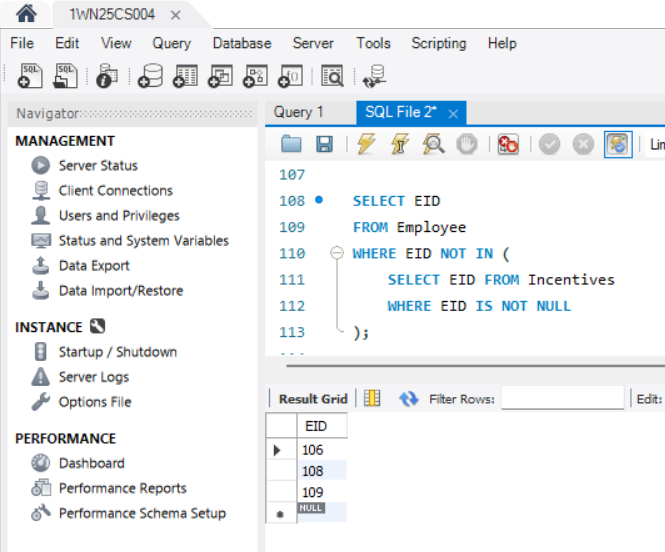 1WN25CS004
File Edit View Query Database Server Tools Scripting Help
SQL SQL
Navigator
MANAGEMENT
Server Status
Client Connections
Users and Privileges
Status and System Variables
Data Export
Data Import/Restore
INSTANCE
Startup / Shutdown
Server Logs
Options File
PERFORMANCE
Dashboard
Performance Reports
Performance Schema Setup
Query 1 SQL File 2*
107
108 SELECT EID
109 FROM Employee
110 WHERE EID NOT IN (
111 SELECT EID FROM Incentives
112 WHERE EID IS NOT NULL
113 );
Result Grid Filter Rows: Edit:
EID
106
108
109
NULL